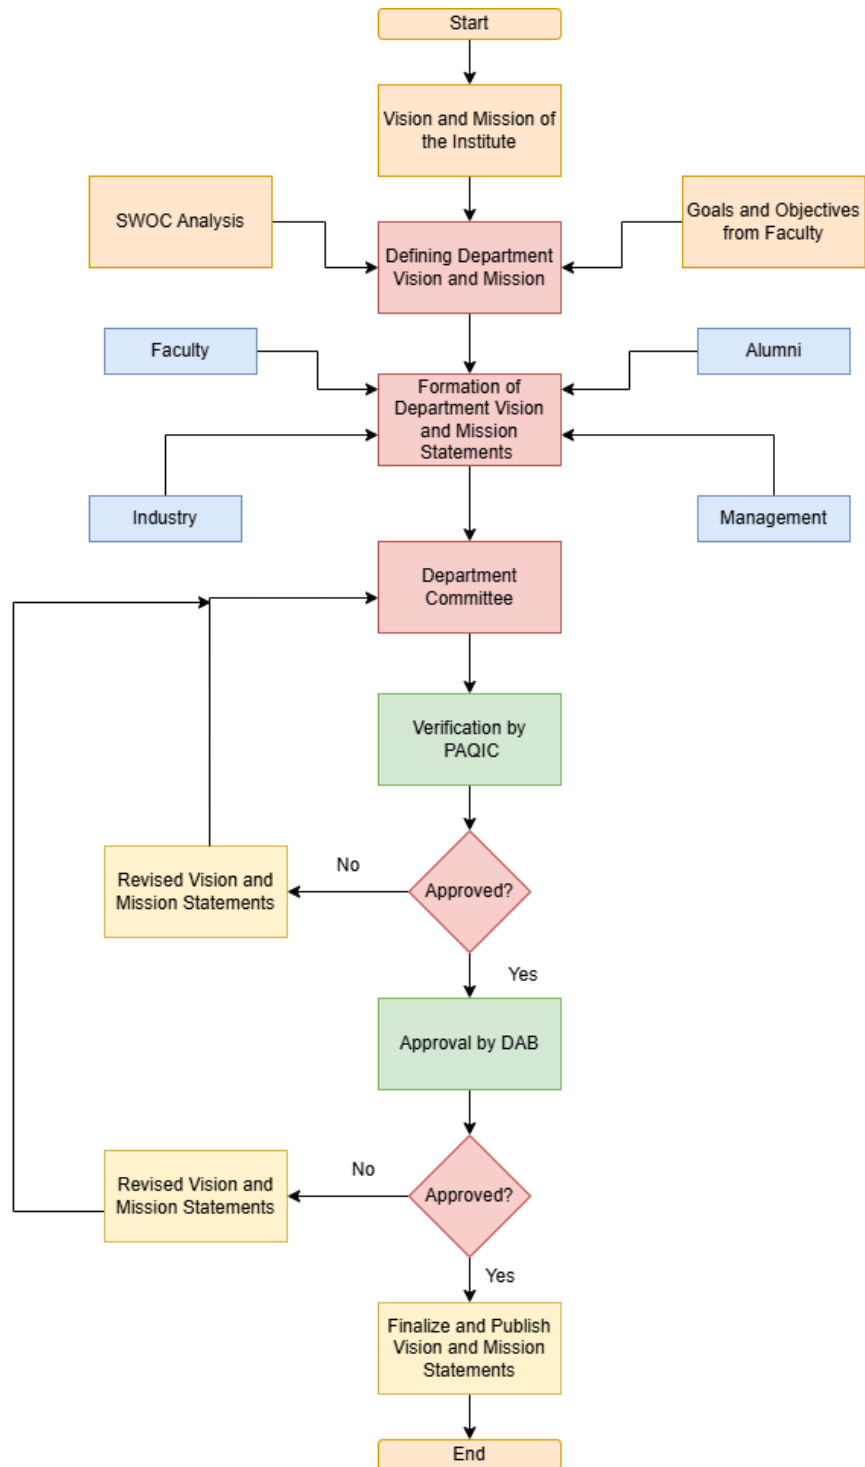 Start
Vision and Mission of
the Institute
SWOC Analysis
Goals and Objectives
from Faculty
Defining Department
Vision and Mission
Faculty
Alumni
Formation of
Department Vision
and Mission
Statements
Industry
Management
Department
Committee
Verification by
PAQIC
Approved?
No
Revised Vision and
Mission Statements
Yes
Approval by DAB
Approved?
No
Revised Vision and
Mission Statements
Yes
Finalize and Publish
Vision and Mission
Statements
End